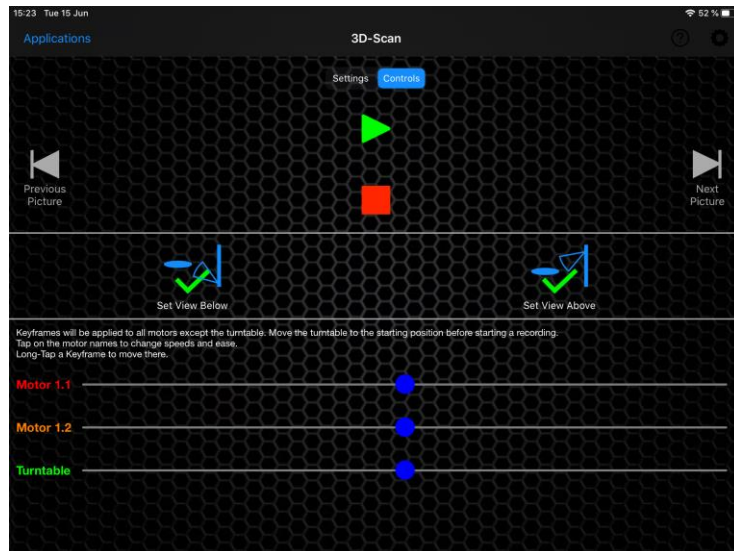 15:23 Tue 15 Jun
52 %
Applications
3D-Scan
?
Settings
Controls
Previous
Picture
Next
Picture
Set View Below
Set View Above
Keyframes will be applied to all motors except the turntable. Move the turntable to the starting position before starting a recording.
Tap on the motor names to change speeds and ease.
Long-Tap a Keyframe to move there.
Motor 1.1
Motor 1.2
Turntable